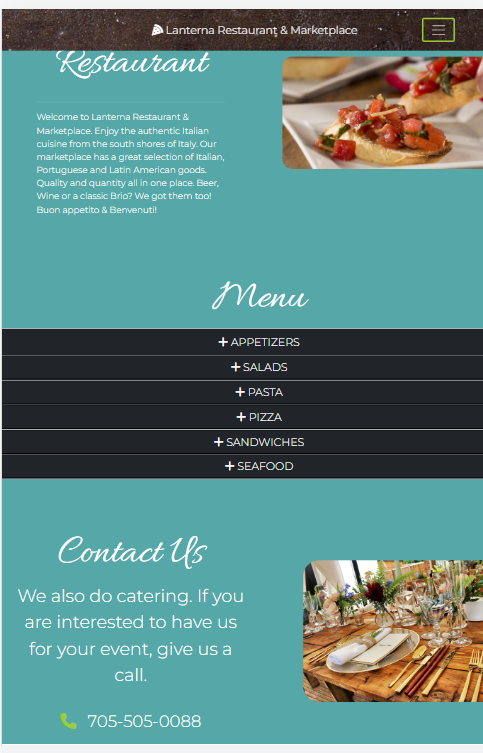 Lanterna Restaurant & Marketplace
Restaurant
Welcome to Lanterna Restaurant &
Marketplace. Enjoy the authentic Italian
cuisine from the south shores of Italy. Our
marketplace has a great selection of Italian,
Portuguese and Latin American goods.
Quality and quantity all in one place. Beer,
Wine or a classic Brio? We got them too!
Buon appetito & Benvenuti!
Menu
APPETIZERS
SALADS
PASTA
PIZZA
SANDWICHES
SEAFOOD
Contact Us
We also do catering. If you
are interested to have us
for your event, give us a
call.
705-505-0088